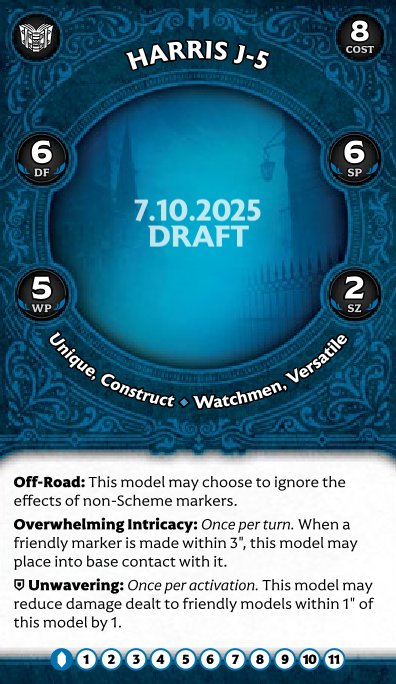 HARRIS J-5
8
COST
6
DF
6
SP
7.10.2025
DRAFT
5
WP
2
SZ
Unique, Construct ◆ Watchmen, Versatile
Off-Road: This model may choose to ignore the
effects of non-Scheme markers.
Overwhelming Intricacy: Once per turn. When a
friendly marker is made within 3", this model may
place into base contact with it.
Unwavering: Once per activation. This model may
reduce damage dealt to friendly models within 1" of
this model by 1.
1 2 3 4 5 6 7 8 9 10 11